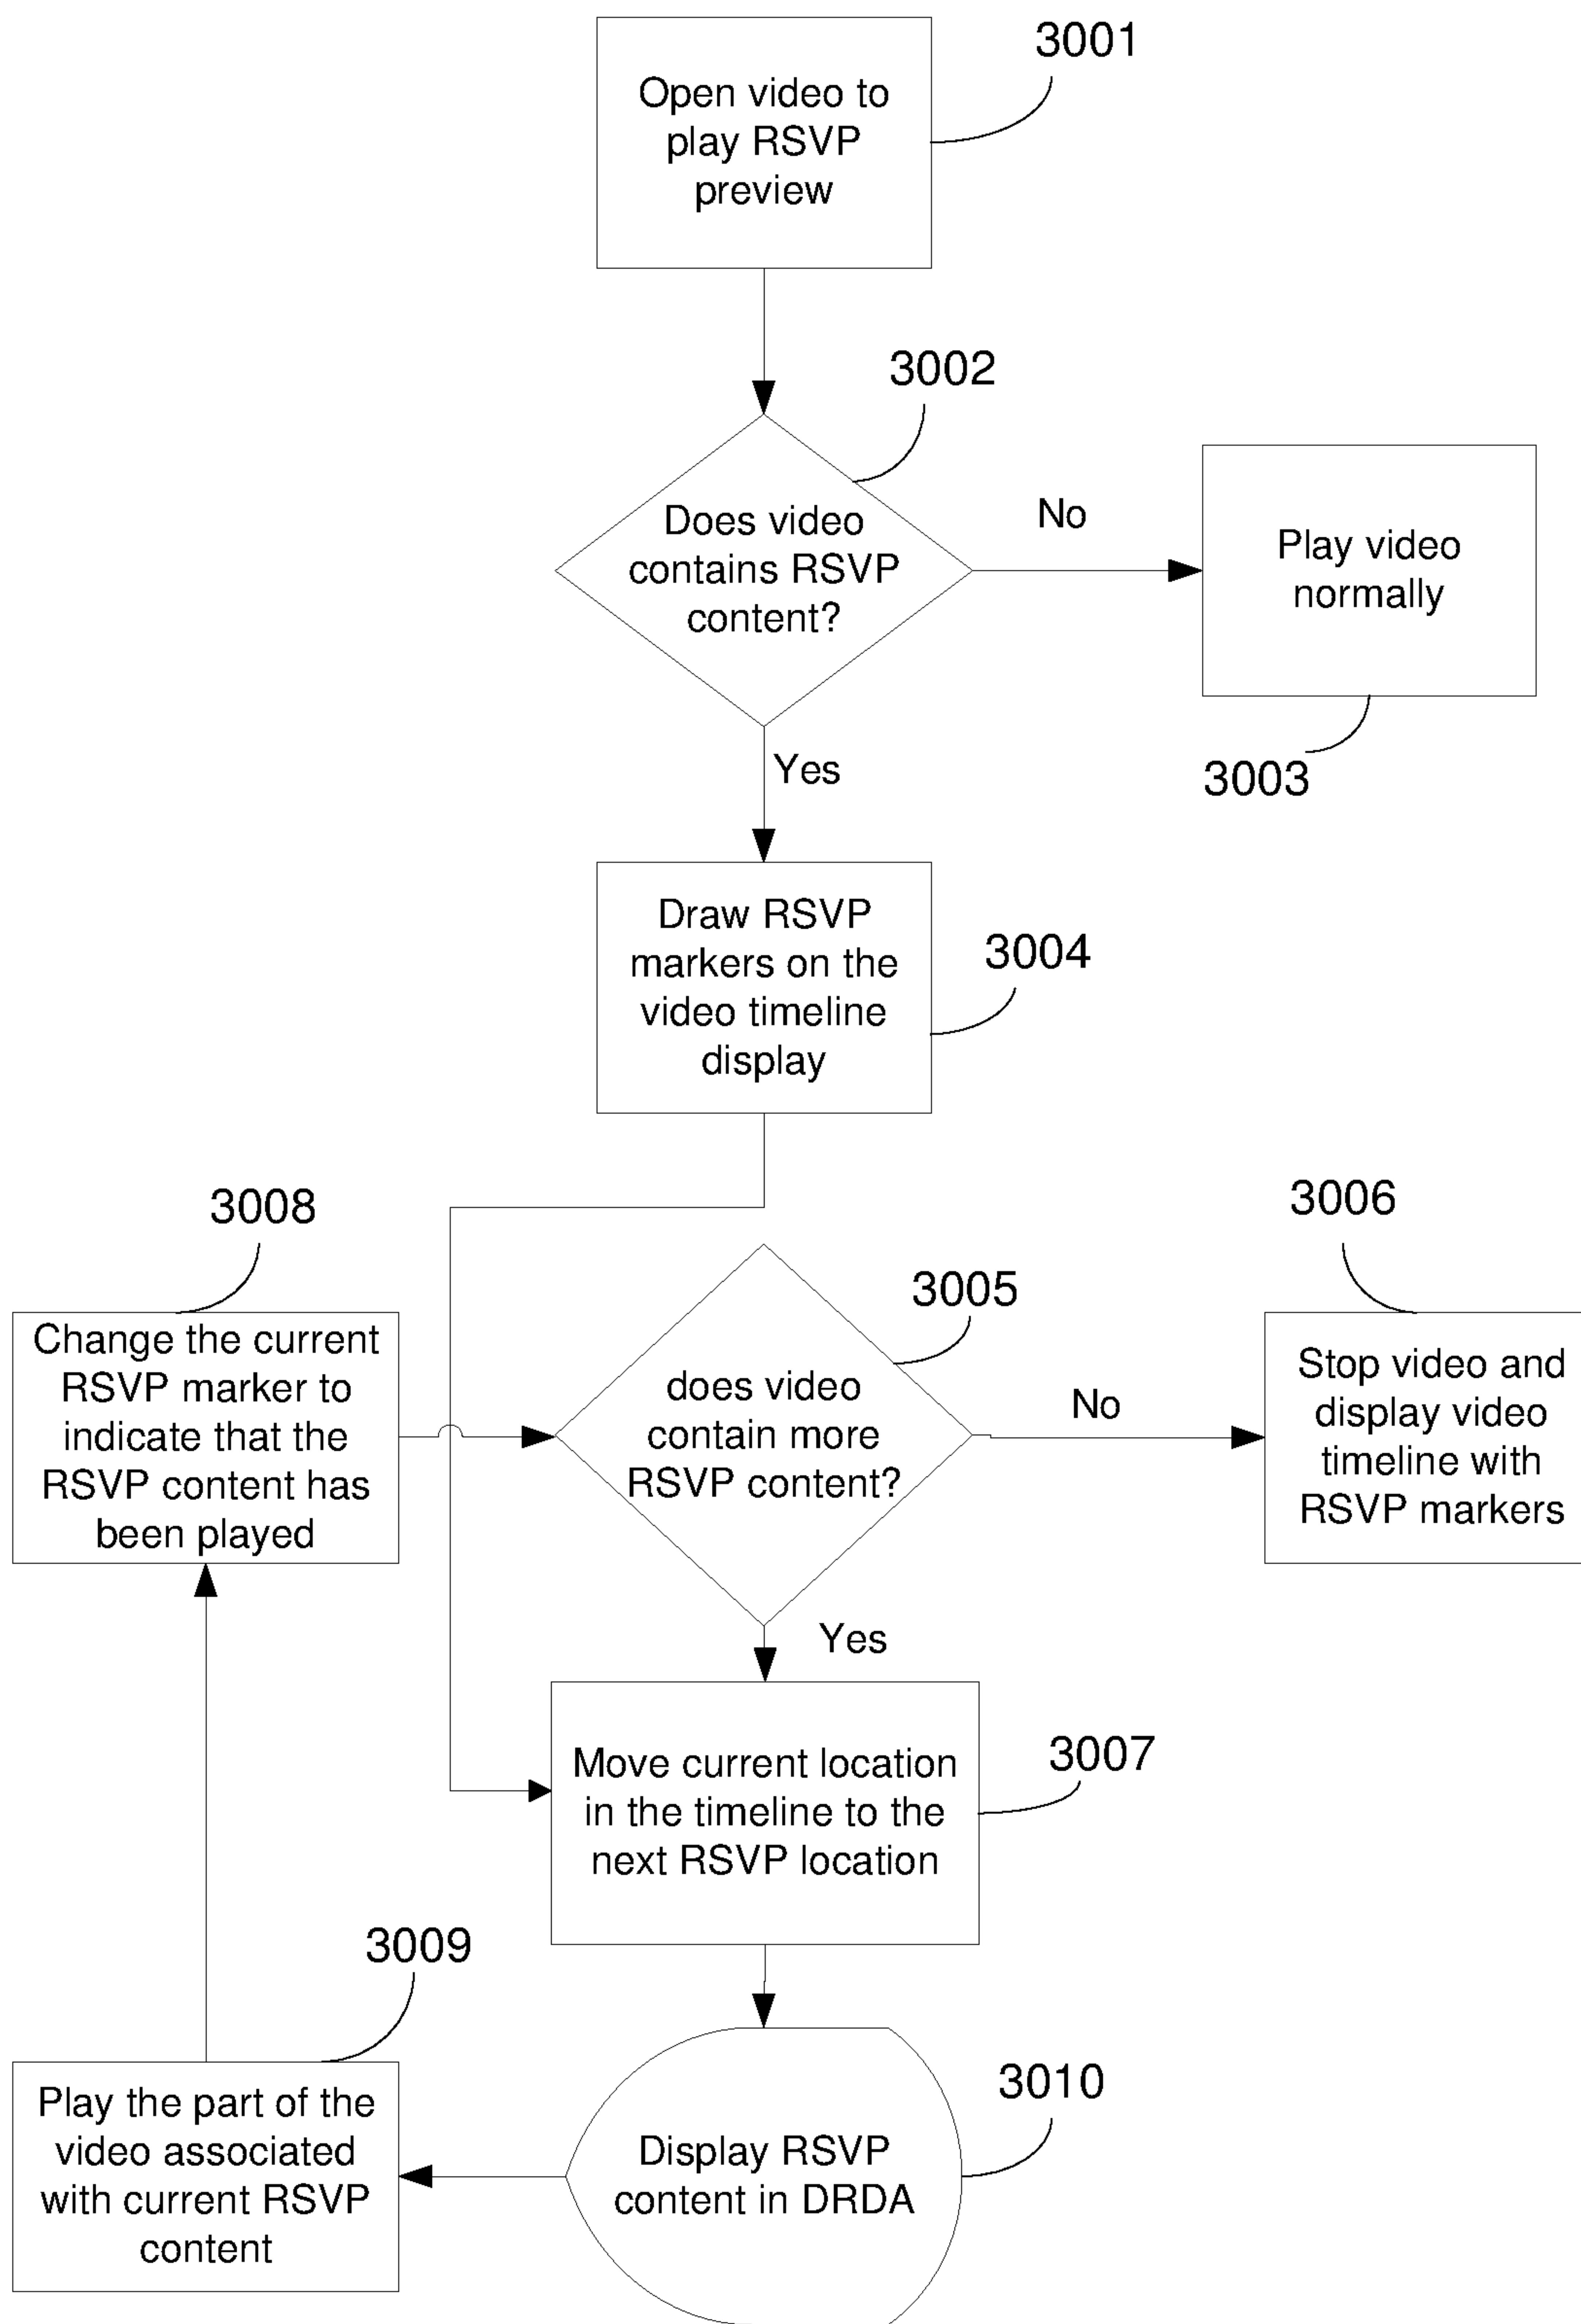 3001
Open video to
play RSVP
preview
3002
Does video
contains RSVP
content?
No
Play video
normally
3003
Yes
Draw RSVP
markers on the
video timeline
display
3004
3008
Change the current
RSVP marker to
indicate that the
RSVP content has
been played
3005
does video
contain more
RSVP content?
No
3006
Stop video and
display video
timeline with
RSVP markers
Yes
Move current location
in the timeline to the
next RSVP location
3007
3009
Play the part of the
video associated
with current RSVP
content
Display RSVP
content in DRDA
3010